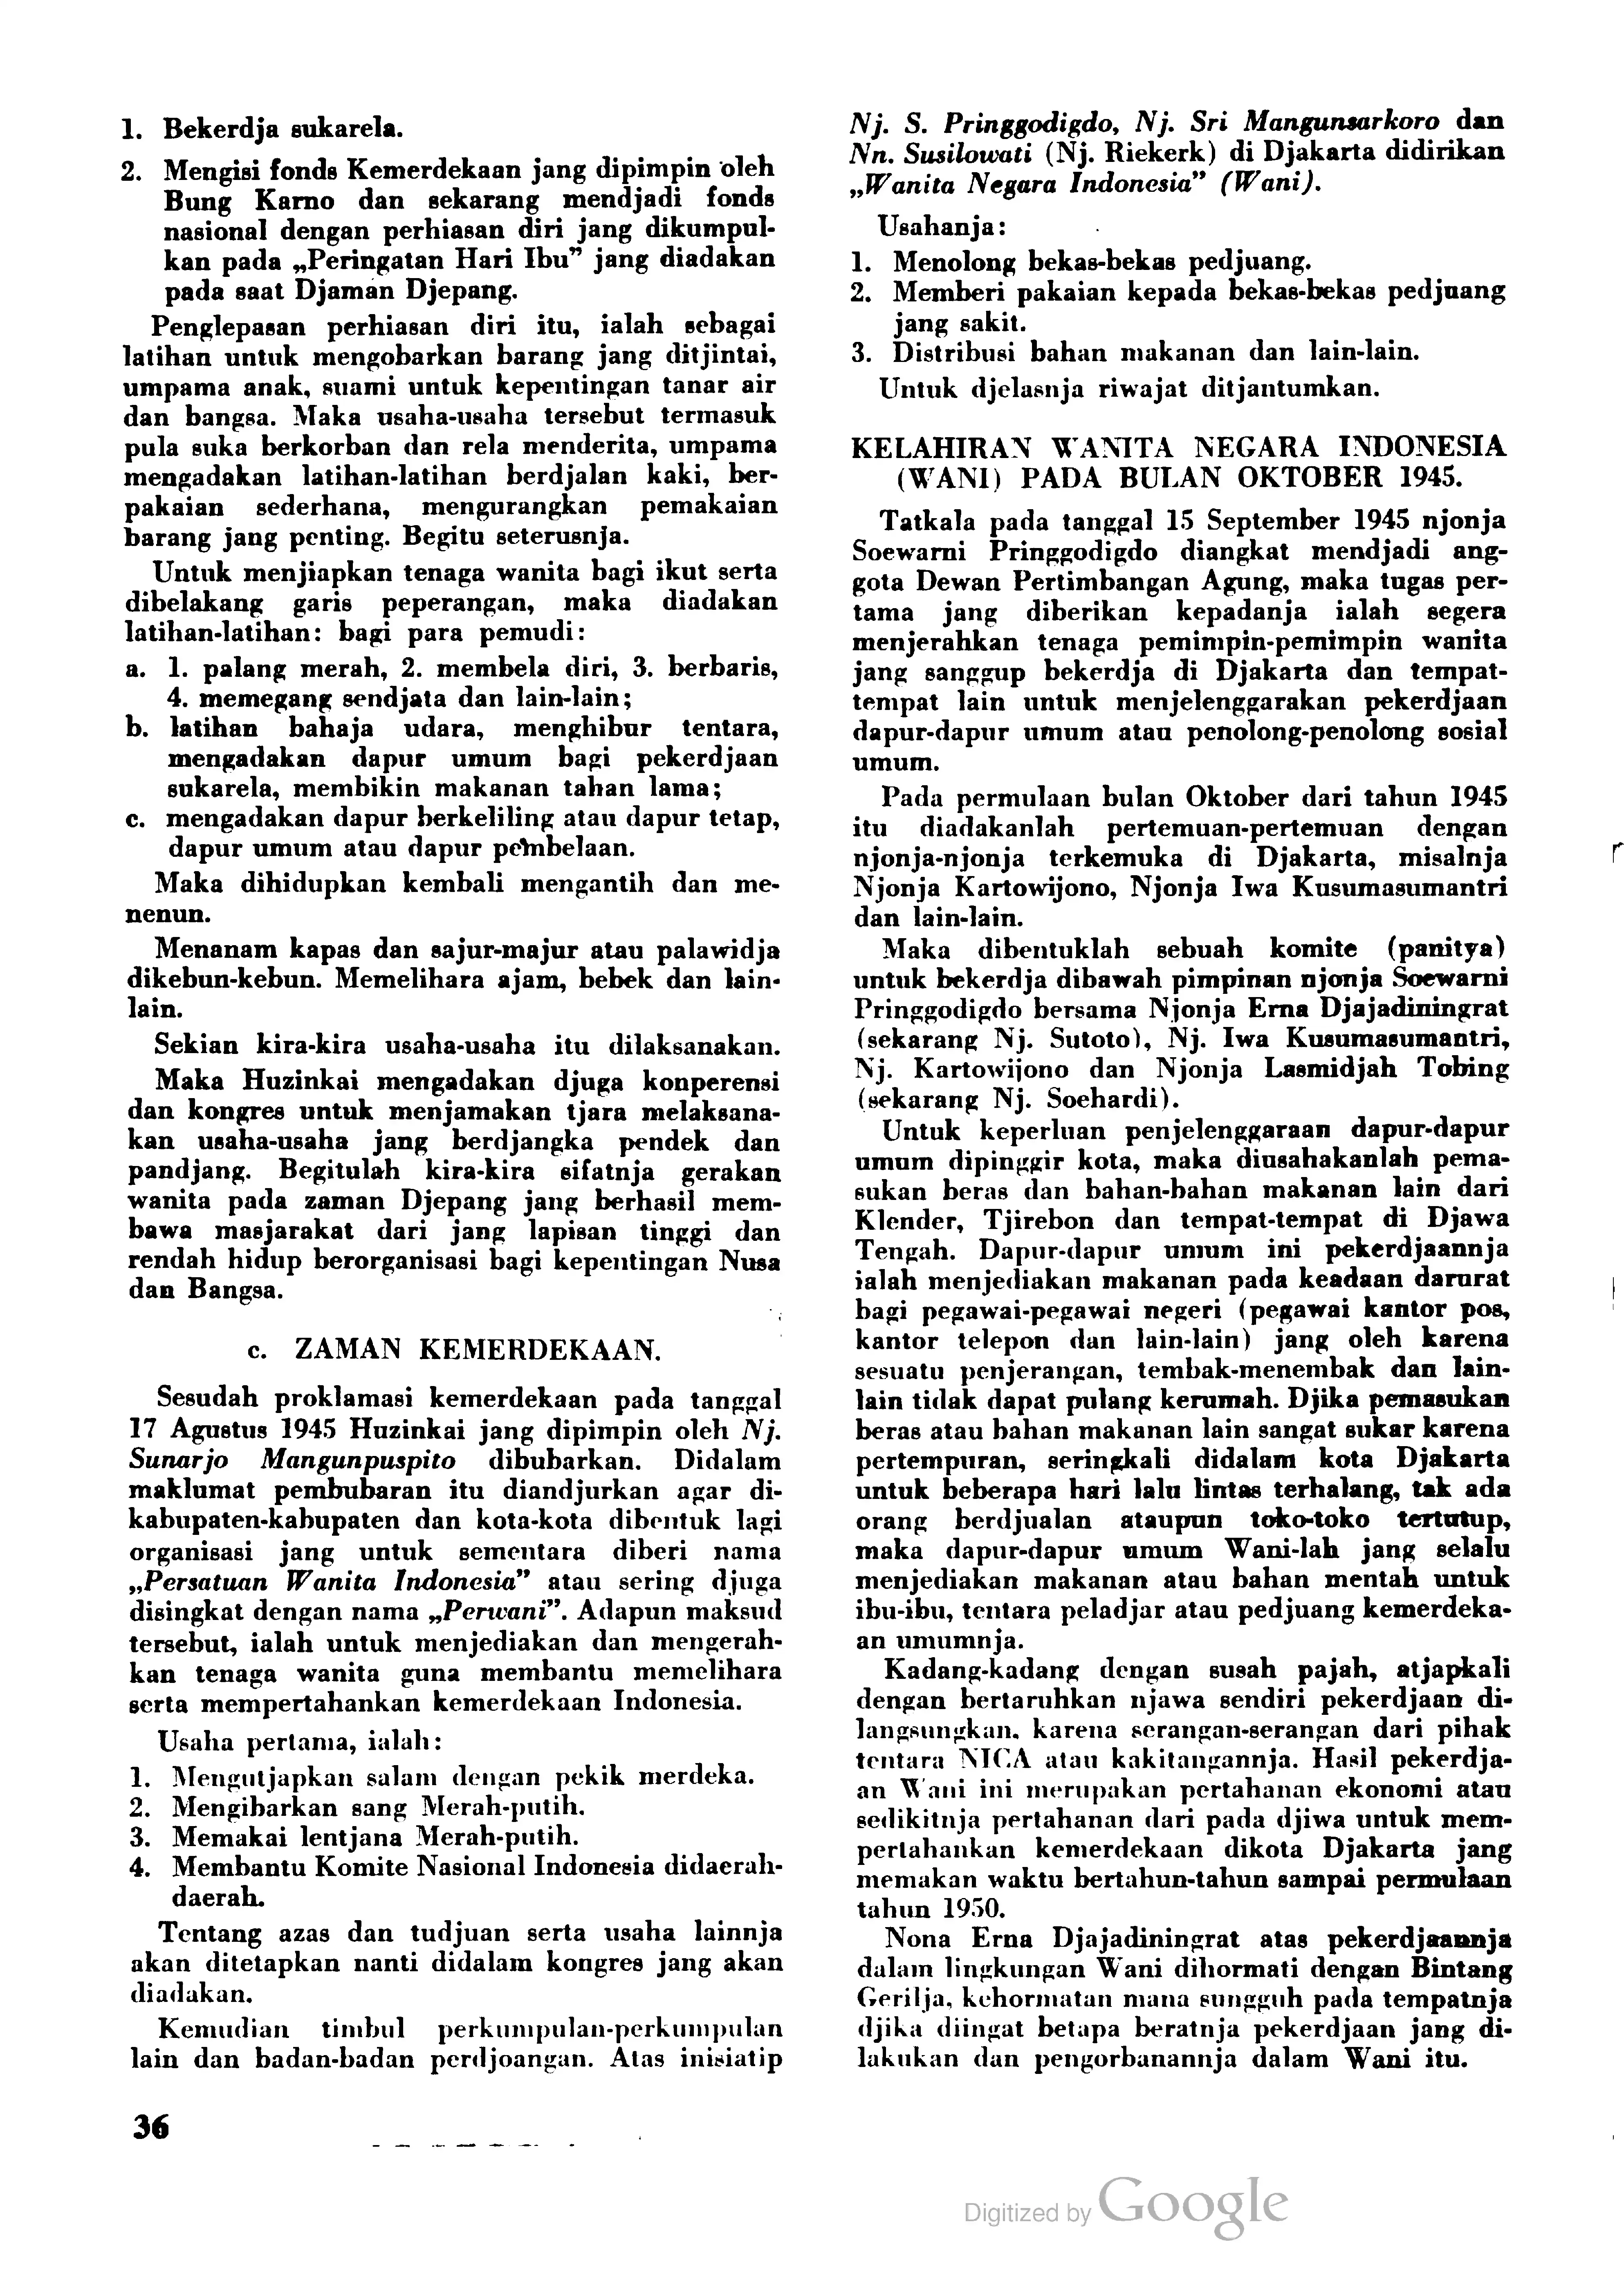 1. Bekerdja sukarela.
2. Mengisi fonds Kemerdekaan jang dipimpin oleh
Bung Karno dan sekarang mendjadi fonds
nasional dengan perhiasan diri jang dikumpul-
kan pada „Peringatan Hari Ibu” jang diadakan
pada saat Djaman Djepang.
Penglepasan perhiasan diri itu, ialah sebagai
latihan untuk mengobarkan barang jang ditjintai,
umpama anak, suami untuk kepentingan tanar air
dan bangsa. Maka usaha-usaha tersebut termasuk
pula suka berkorban dan rela menderita, umpama
mengadakan latihan-latihan berdjalan kaki, ber-
pakaian sederhana, mengurangkan pemakaian
barang jang penting. Begitu seterusnja.
Untuk menjiapkan tenaga wanita bagi ikut serta
dibelakang garis peperangan, maka diadakan
latihan-latihan: bagi para pemudi:
a. 1. palang merah, 2. membela diri, 3. berbaris,
4. memegang sendjata dan lain-lain;
b. latihan bahaja udara, menghibur tentara,
mengadakan dapur umum bagi pekerdjaan
sukarela, membikin makanan tahan lama;
c. mengadakan dapur berkeliling atau dapur tetap,
dapur umum atau dapur pembelaan.
Maka dihidupkan kembali mengantih dan me-
nenun.
Menanam kapas dan sajur-majur atau palawidja
dikebun-kebun. Memelihara ajam, bebek dan lain-
lain.
Sekian kira-kira usaha-usaha itu dilaksanakan.
Maka Huzinkai mengadakan djuga konperensi
dan kongres untuk menjamakan tjara melaksana-
kan usaha-usaha jang berdjangka pendek dan
pandjang. Begitulah kira-kira sifatnja gerakan
wanita pada zaman Djepang jang berhasil mem-
bawa masjarakat dari jang lapisan tinggi dan
rendah hidup berorganisasi bagi kepentingan Nusa
dan Bangsa.
c. ZAMAN KEMERDEKAAN.
Sesudah proklamasi kemerdekaan pada tanggal
17 Agustus 1945 Huzinkai jang dipimpin oleh Nj.
Sunarjo Mangunpuspito dibubarkan. Didalam
maklumat pembubaran itu diandjurkan agar di-
kabupaten-kabupaten dan kota-kota dibentuk lagi
organisasi jang untuk sementara diberi nama
„Persatuan Wanita Indonesia” atau sering djuga
disingkat dengan nama „Perwani”. Adapun maksud
tersebut, ialah untuk menjediakan dan mengerah-
kan tenaga wanita guna membantu memelihara
serta mempertahankan kemerdekaan Indonesia.
Usaha pertama, ialah:
1. Mengutjapkan salam dengan pekik merdeka.
2. Mengibarkan sang Merah-putih.
3. Memakai lentjana Merah-putih.
4. Membantu Komite Nasional Indonesia didaerah-
daerah.
Tentang azas dan tudjuan serta usaha lainnja
akan ditetapkan nanti didalam kongres jang akan
diadakan.
Kemudian timbul perkumpulan-perkumpulan
lain dan badan-badan perdjoangan. Atas inisiatip
36
Nj. S. Pringgodigdo, Nj. Sri Mangunsarkoro dan
Nn. Susilowati (Nj. Riekerk) di Djakarta didirikan
„Wanita Negara Indonesia” (Wani).
Usahanja:
1. Menolong bekas-bekas pedjuang.
2. Memberi pakaian kepada bekas-bekas pedjuang
jang sakit.
3. Distribusi bahan makanan dan lain-lain.
Untuk djelasnja riwajat ditjantumkan.
KELAHIRAN WANITA NEGARA INDONESIA
(WANI) PADA BULAN OKTOBER 1945.
Tatkala pada tanggal 15 September 1945 njonja
Soewarni Pringgodigdo diangkat mendjadi ang-
gota Dewan Pertimbangan Agung, maka tugas per-
tama jang diberikan kepadanja ialah segera
menjerahkan tenaga pemimpin-pemimpin wanita
jang sanggup bekerdja di Djakarta dan tempat-
tempat lain untuk menjelenggarakan pekerdjaan
dapur-dapur umum atau penolong-penolong sosial
umum.
Pada permulaan bulan Oktober dari tahun 1945
itu diadakanlah pertemuan-pertemuan dengan
njonja-njonja terkemuka di Djakarta, misalnja
Njonja Kartowijono, Njonja Iwa Kusumasumantri
dan lain-lain.
Maka dibentuklah sebuah komite (panitya)
untuk bekerdja dibawah pimpinan njonja Soewarni
Pringgodigdo bersama Njonja Erna Djajadiningrat
(sekarang Nj. Sutoto), Nj. Iwa Kusumasumantri,
Nj. Kartowijono dan Njonja Lasmidjah Tobing
(sekarang Nj. Soehardi).
Untuk keperluan penjelenggaraan dapur-dapur
umum dipinggir kota, maka diusahakanlah pema-
sukan beras dan bahan-bahan makanan lain dari
Klender, Tjirebon dan tempat-tempat di Djawa
Tengah. Dapur-dapur umum ini pekerdjaannja
ialah menjediakan makanan pada keadaan darurat
bagi pegawai-pegawai negeri (pegawai kantor pos,
kantor telepon dan lain-lain) jang oleh karena
sesuatu penjerangan, tembak-menembak dan lain-
lain tidak dapat pulang kerumah. Djika pemasukan
beras atau bahan makanan lain sangat sukar karena
pertempuran, seringkali didalam kota Djakarta
untuk beberapa hari lalu lintas terhalang, tak ada
orang berdjualan ataupun toko-toko tertutup,
maka dapur-dapur umum Wani-lah jang selalu
menjediakan makanan atau bahan mentah untuk
ibu-ibu, tentara peladjar atau pedjuang kemerdeka-
an umumnja.
Kadang-kadang dengan susah pajah, atjapkali
dengan bertaruhkan njawa sendiri pekerdjaan di-
langsungkan, karena serangan-serangan dari pihak
tentara NICA atau kakitangannja. Hasil pekerdja-
an Wani ini merupakan pertahanan ekonomi atau
sedikitnja pertahanan dari pada djiwa untuk mem-
pertahankan kemerdekaan dikota Djakarta jang
memakan waktu bertahun-tahun sampai permulaan
tahun 1950.
Nona Erna Djajadiningrat atas pekerdjaannja
dalam lingkungan Wani dihormati dengan Bintang
Gerilja, kehormatan mana sungguh pada tempatnja
djika diingat betapa beratnja pekerdjaan jang di-
lakukan dan pengorbanannja dalam Wani itu.
Digitized by Google